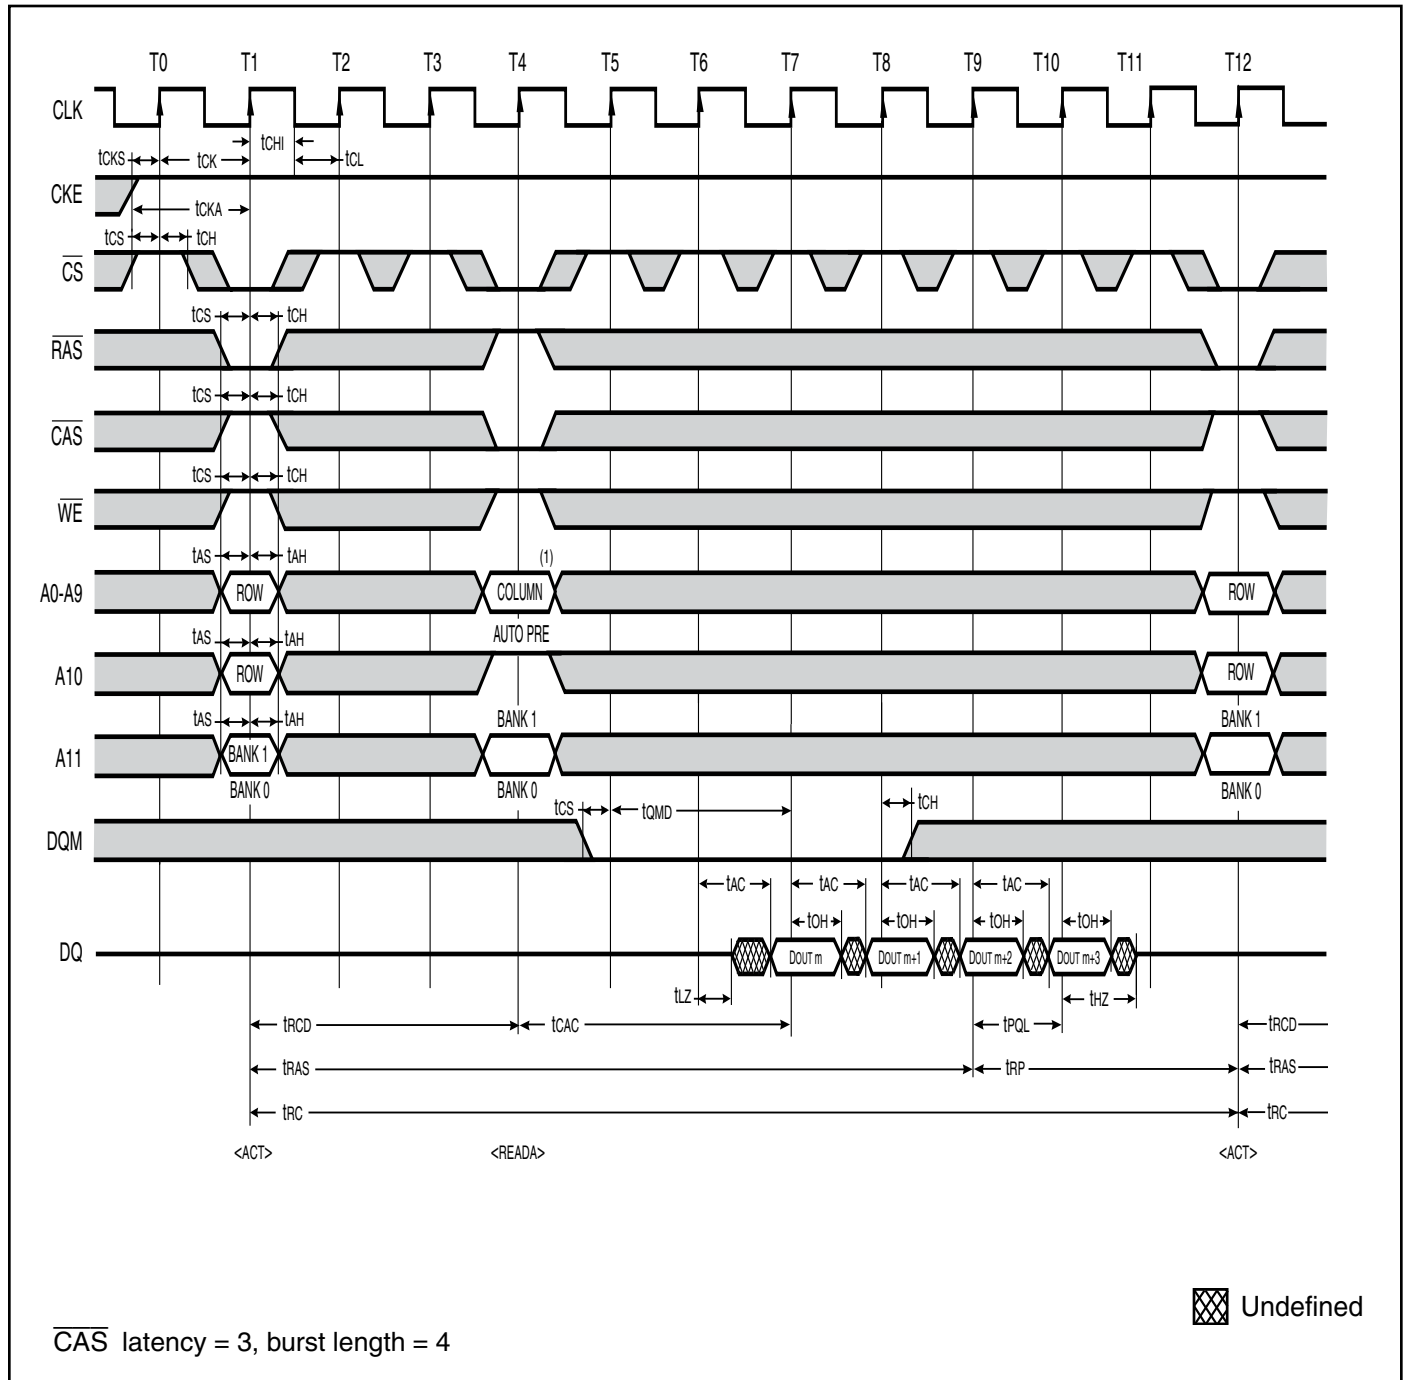 T0 T1 T2 T3 T4 T5 T6 T7 T8 T9 T10 T11 T12
CLK
tCHI
tCKS tCK tCL
CKE
tCKA
tCS tCH
CS
tCS tCH
RAS
tCS tCH
CAS
tCS tCH
WE
tAS tAH (1)
A0-A9 ROW COLUMN ROW
tAS tAH AUTO PRE
A10 ROW ROW
tAS tAH BANK 1 BANK 1
A11 BANK 1
BANK 0 BANK 0 BANK 0
tCS tQMD tCH
DQM
tAC tAC tAC tAC
tOH tOH tOH tOH
DQ DOUT m DOUT m+1 DOUT m+2 DOUT m+3
tLZ tHZ
tRCD tCAC tPQL tRCD
tRAS tRP tRAS
tRC tRC
<ACT> <READA> <ACT>
Undefined
CAS latency = 3, burst length = 4